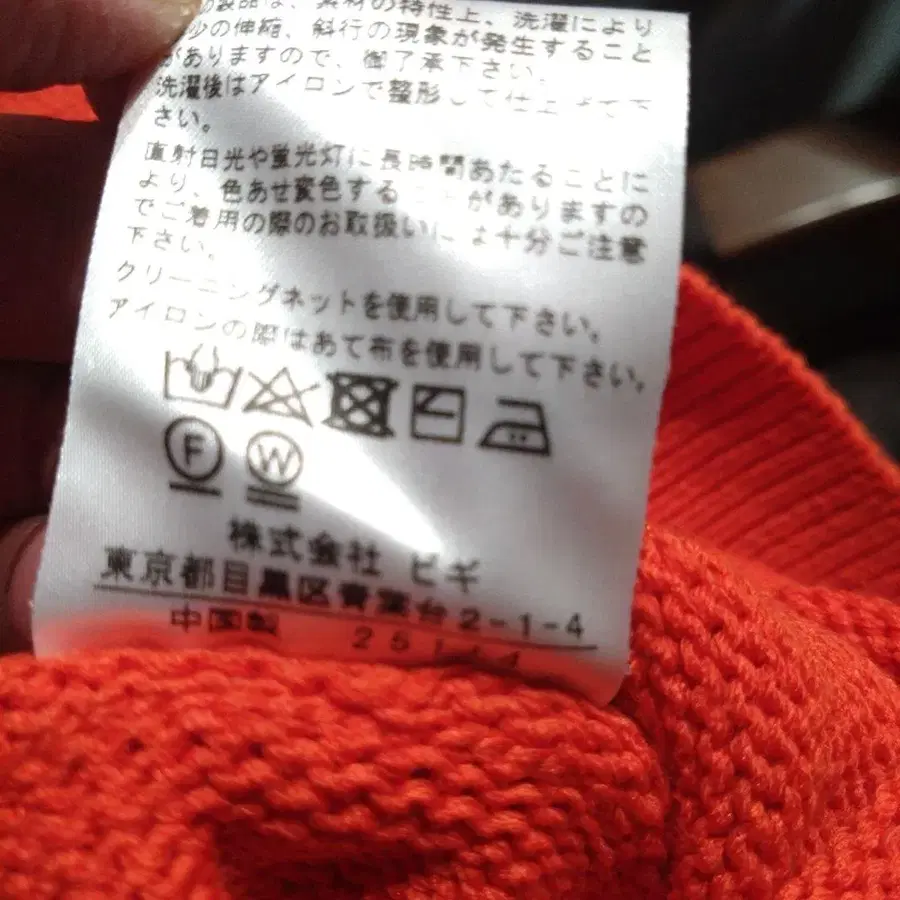 製品は、素材の特性上、洗濯により
の伸縮、斜行の現象が発生すること
がありますので、御了承下さい。
洗濯後はアイロンで整形して仕上
さい。
直射日光や蛍光灯に長時間あたることに
より、色あせ変色することがありますの
でご着用の際のお取扱いには十分ご注意
下さい。
クリーニングネットを使用して下さい。
アイロンの際はあて布を使用して下さい。
F W
株式会社 ビギ
東京都目黒区青葉台2-1-4
中国製